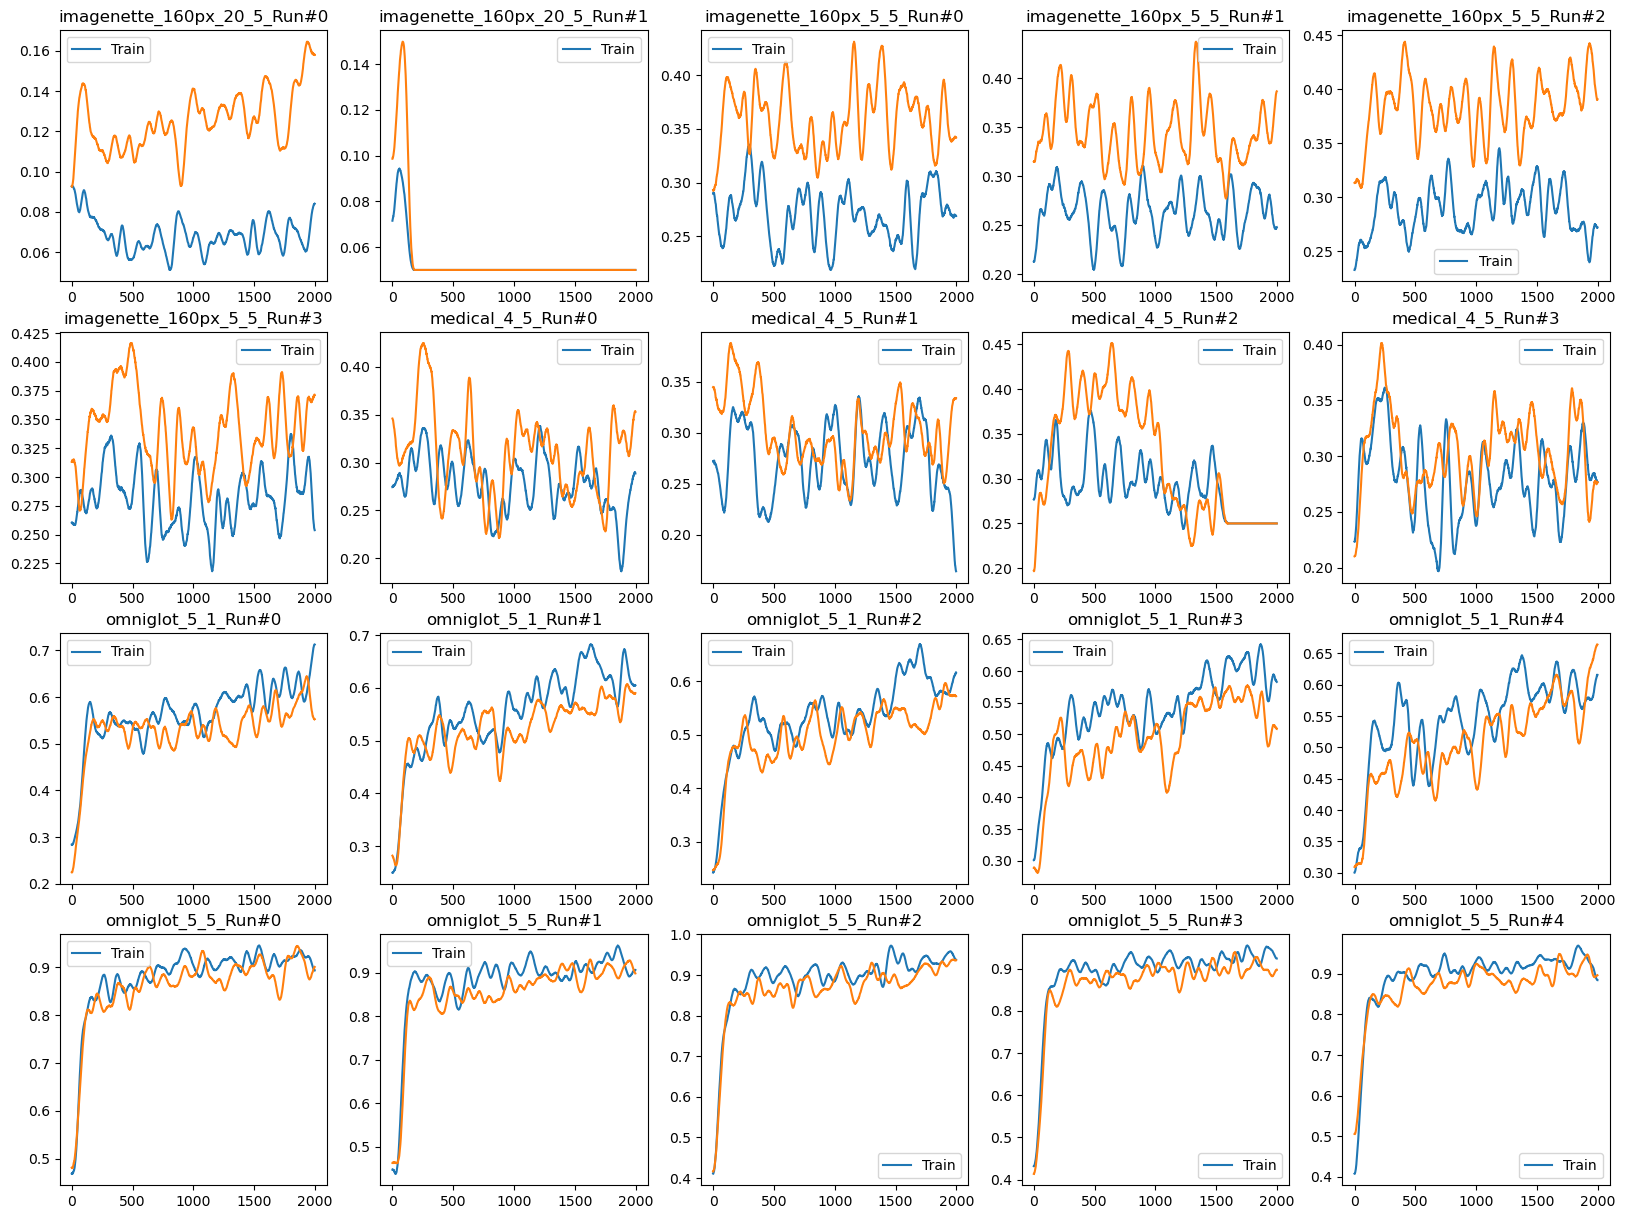 imagenette_160px_20_5_Run#0
Train
0.16
0.14
0.12
0.10
0.08
0.06
0 500 1000 1500 2000
imagenette_160px_20_5_Run#1
Train
0.14
0.12
0.10
0.08
0.06
0 500 1000 1500 2000
imagenette_160px_5_5_Run#0
Train
0.40
0.35
0.30
0.25
0 500 1000 1500 2000
imagenette_160px_5_5_Run#1
Train
0.40
0.35
0.30
0.25
0.20
0 500 1000 1500 2000
imagenette_160px_5_5_Run#2
0.45
0.40
0.35
0.30
0.25
Train
0 500 1000 1500 2000
imagenette_160px_5_5_Run#3
Train
0.425
0.400
0.375
0.350
0.325
0.300
0.275
0.250
0.225
0 500 1000 1500 2000
medical_4_5_Run#0
Train
0.40
0.35
0.30
0.25
0.20
0 500 1000 1500 2000
medical_4_5_Run#1
Train
0.35
0.30
0.25
0.20
0 500 1000 1500 2000
medical_4_5_Run#2
Train
0.45
0.40
0.35
0.30
0.25
0.20
0 500 1000 1500 2000
medical_4_5_Run#3
Train
0.40
0.35
0.30
0.25
0.20
0 500 1000 1500 2000
omniglot_5_1_Run#0
Train
0.7
0.6
0.5
0.4
0.3
0.2
0 500 1000 1500 2000
omniglot_5_1_Run#1
Train
0.7
0.6
0.5
0.4
0.3
0 500 1000 1500 2000
omniglot_5_1_Run#2
Train
0.6
0.5
0.4
0.3
0 500 1000 1500 2000
omniglot_5_1_Run#3
Train
0.65
0.60
0.55
0.50
0.45
0.40
0.35
0.30
0 500 1000 1500 2000
omniglot_5_1_Run#4
Train
0.65
0.60
0.55
0.50
0.45
0.40
0.35
0.30
0 500 1000 1500 2000
omniglot_5_5_Run#0
Train
0.9
0.8
0.7
0.6
0.5
0 500 1000 1500 2000
omniglot_5_5_Run#1
Train
0.9
0.8
0.7
0.6
0.5
0 500 1000 1500 2000
omniglot_5_5_Run#2
1.0
0.9
0.8
0.7
0.6
0.5
0.4
Train
0 500 1000 1500 2000
omniglot_5_5_Run#3
0.9
0.8
0.7
0.6
0.5
0.4
Train
0 500 1000 1500 2000
omniglot_5_5_Run#4
0.9
0.8
0.7
0.6
0.5
0.4
Train
0 500 1000 1500 2000